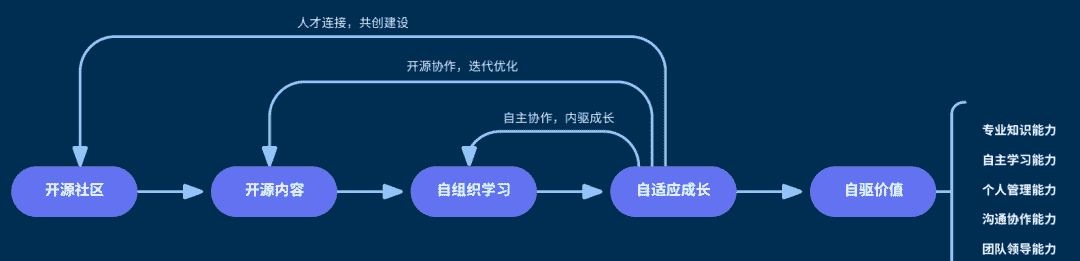 人才连接，共创建设
开源协作，迭代优化
自主协作，内驱成长
开源社区
开源内容
自组织学习
自适应成长
自驱价值
专业知识能力
自主学习能力
个人管理能力
沟通协作能力
团队领导能力